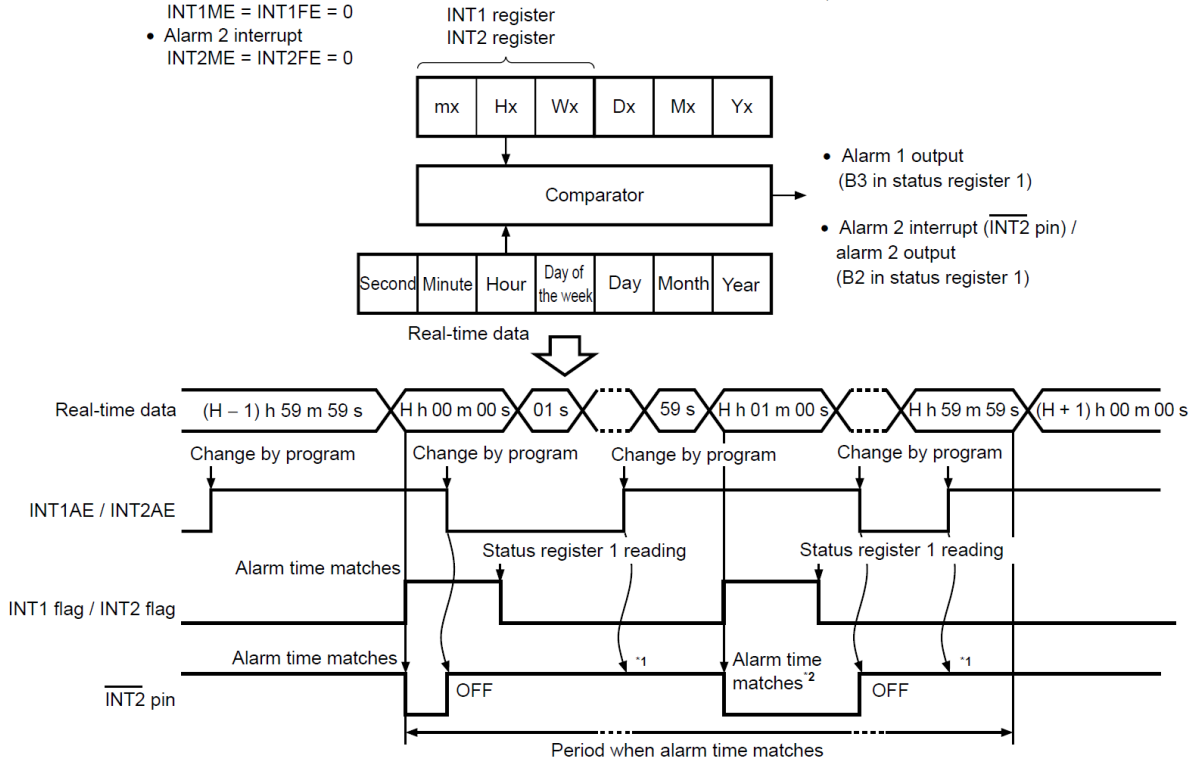 INT1ME = INT1FE = 0
• Alarm 2 interrupt
INT2ME = INT2FE = 0
INT1 register
INT2 register
mx Hx Wx Dx Mx Yx
Comparator
• Alarm 1 output
(B3 in status register 1)
• Alarm 2 interrupt (INT2 pin) /
alarm 2 output
(B2 in status register 1)
Second Minute Hour Day of the week Day Month Year
Real-time data
Real-time data (H − 1) h 59 m 59 s H h 00 m 00 s 01 s 59 s H h 01 m 00 s H h 59 m 59 s (H + 1) h 00 m 00 s
Change by program Change by program Change by program Change by program
INT1AE / INT2AE
Status register 1 reading Status register 1 reading
Alarm time matches
INT1 flag / INT2 flag
Alarm time matches *1 Alarm time matches*2 *1
INT2 pin OFF OFF
Period when alarm time matches